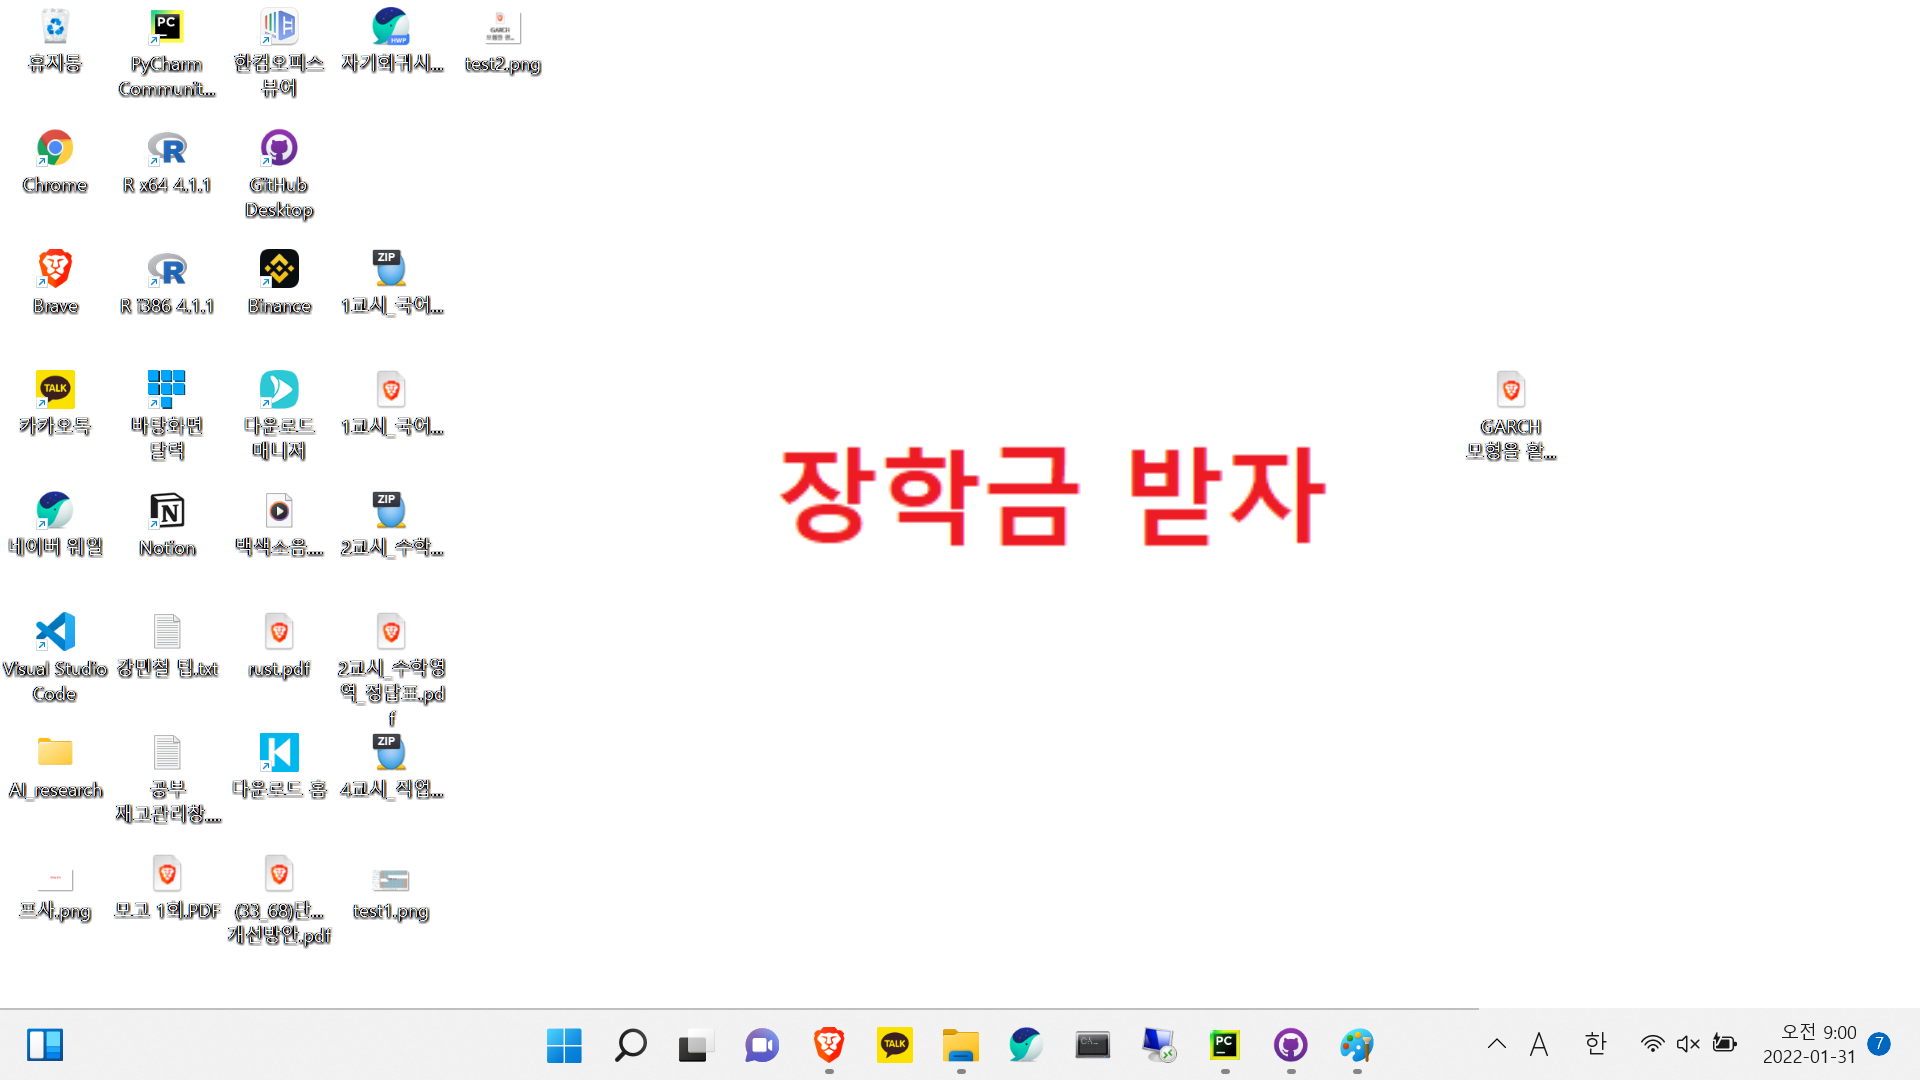 휴지통
PyCharm
Communit...
한컴오피스
뷰어
자기회귀시...
test2.png
Chrome
R x64 4.1.1
GitHub
Desktop
Brave
R i386 4.1.1
Binance
1교시_국어...
카카오톡
바탕화면
달력
다운로드
매니저
1교시_국어...
GARCH
모형을 활...
장학금 받자
네이버 웨일
Notion
백색소음....
2교시_수학...
Visual Studio
Code
강민철 팁.txt
rust.pdf
2교시_수학영
역_정답표.pd
f
AI_research
공부
재고관리창....
다운로드 홈
4교시_직업...
프사.png
모고 1회.PDF
(33_68)단...
개선방안.pdf
test1.png
A
한
오전 9:00
2022-01-31
7